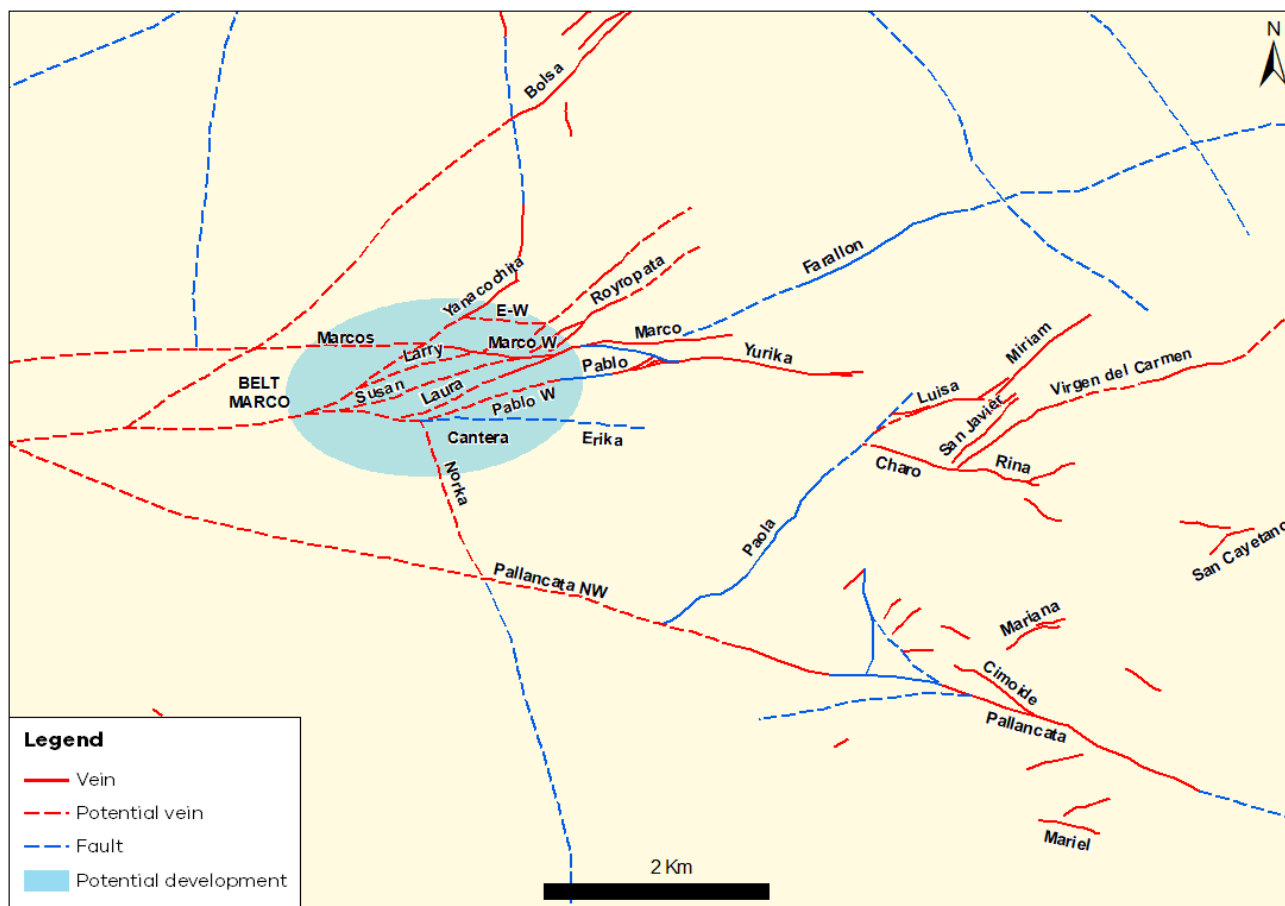 N
Bolsa
Farallon
Yanacochita
Royropata
E-W
Marcos
Larry
Marco W
Marco
Pablo
Yurika
Miriam
Virgen del Carmen
BELT
MARCO
Susan
Laura
Pablo W
Luisa
San Javier
Cantera
Erika
Charo
Rina
Norka
Paola
San Cayetano
Pallancata NW
Mariana
Cimoide
Pallancata
Mariel
Legend
Vein
Potential vein
Fault
Potential development
2 Km